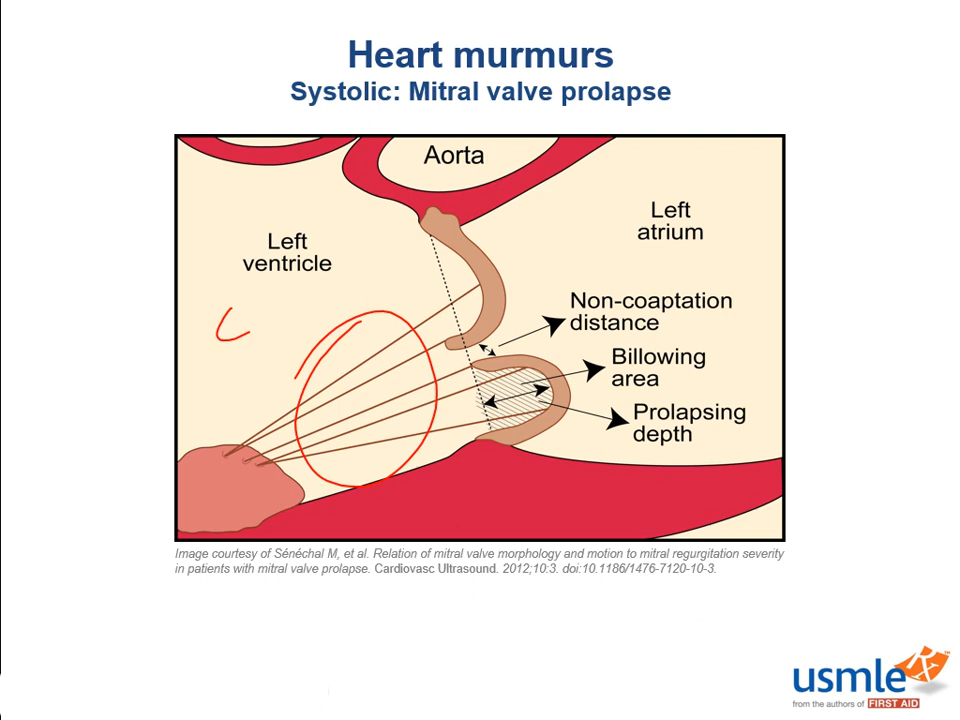 Heart murmurs
Systolic: Mitral valve prolapse
Aorta
Left
atrium
Left
ventricle
Non-coaptation
distance
Billowing
area
Prolapsing
depth
Image courtesy of Sénéchal M, et al. Relation of mitral valve morphology and motion to mitral regurgitation severity
in patients with mitral valve prolapse. Cardiovasc Ultrasound. 2012;10:3. doi:10.1186/1476-7120-10-3.
usmle Rx™
from the authors of FIRST AID